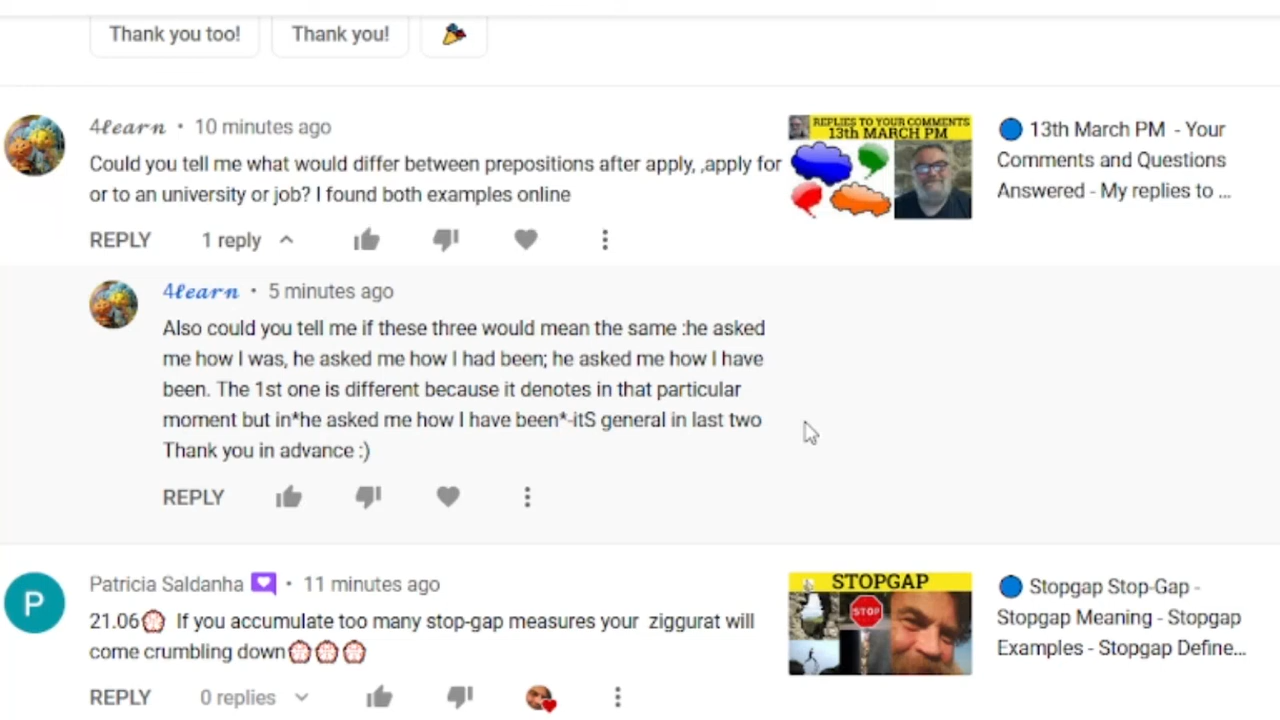 Thank you too!
Thank you!
4𝓵𝓮𝓪𝓻𝓷 • 10 minutes ago
Could you tell me what would differ between prepositions after apply, ,apply for
or to an university or job? I found both examples online
REPLY
1 reply
REPLIES TO YOUR COMMENTS
13th MARCH PM
13th March PM - Your
Comments and Questions
Answered - My replies to ...
4𝓵𝓮𝓪𝓻𝓷 • 5 minutes ago
Also could you tell me if these three would mean the same :he asked
me how I was, he asked me how I had been; he asked me how I have
been. The 1st one is different because it denotes in that particular
moment but in*he asked me how I have been*-itS general in last two
Thank you in advance :)
REPLY
P
Patricia Saldanha • 11 minutes ago
21.06 If you accumulate too many stop-gap measures your ziggurat will
come crumbling down
REPLY
0 replies
STOPGAP
STOP
Stopgap Stop-Gap -
Stopgap Meaning - Stopgap
Examples - Stopgap Define...